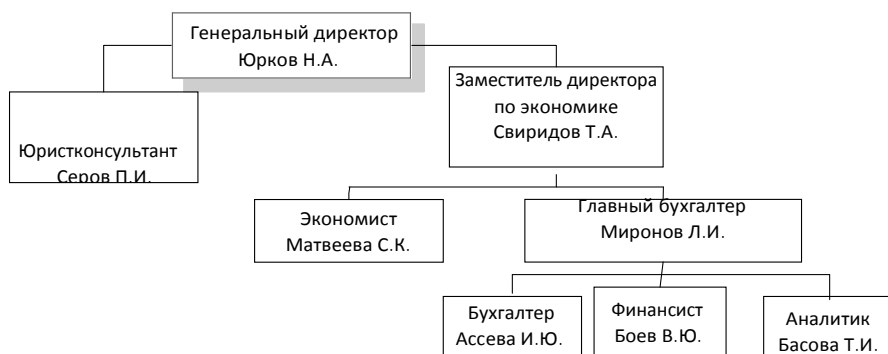 Генеральный директор
Юрков Н.А.
Заместитель директора
по экономике
Свиридов Т.А.
Юристконсультант
Серов П.И.
Экономист
Матвеева С.К.
Главный бухгалтер
Миронов Л.И.
Бухгалтер
Ассева И.Ю.
Финансист
Боев В.Ю.
Аналитик
Басова Т.И.